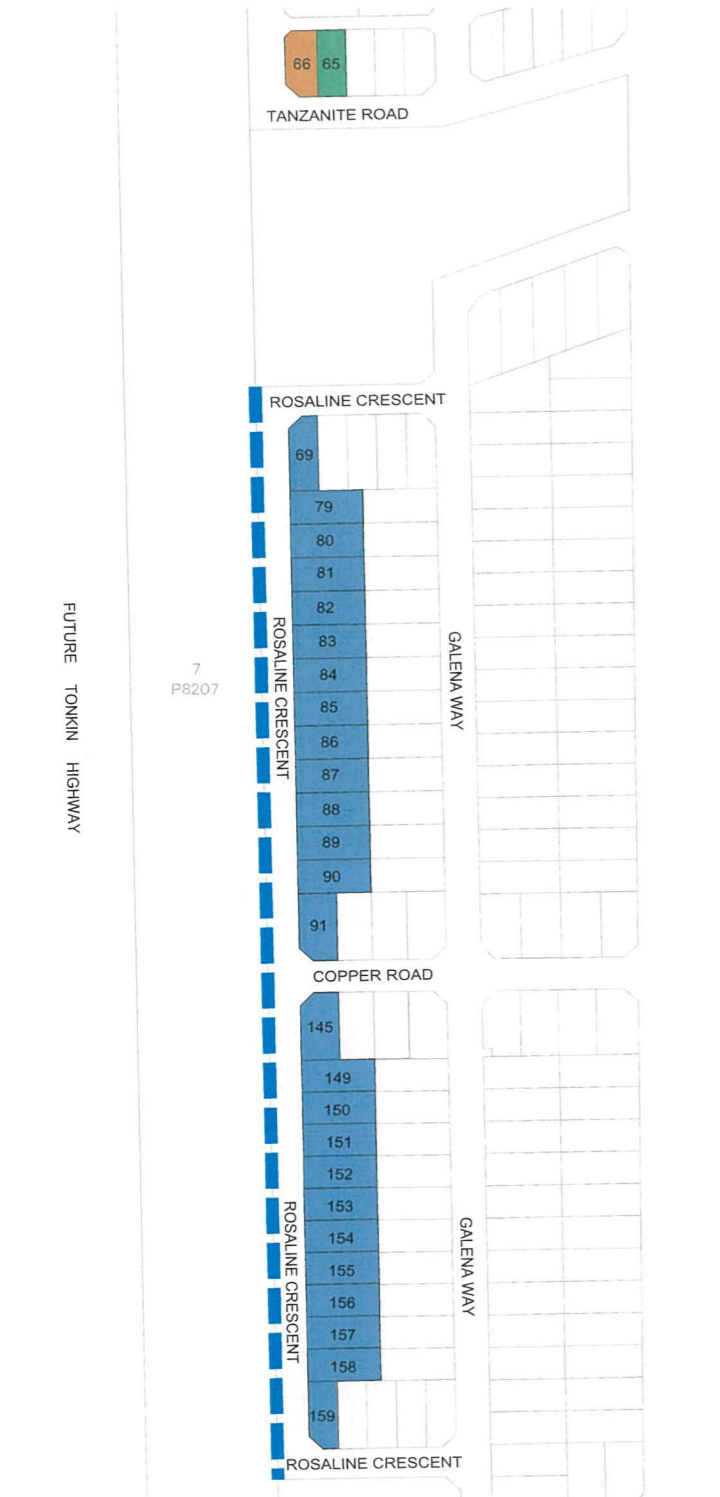 66 65
TANZANITE ROAD
ROSALINE CRESCENT
69
79
80
81
82
83
84
85
86
87
88
89
90
91
ROSALINE CRESCENT
GALENA WAY
7
P8207
FUTURE TONKIN HIGHWAY
COPPER ROAD
145
149
150
151
152
153
154
155
156
157
158
159
ROSALINE CRESCENT
GALENA WAY
ROSALINE CRESCENT